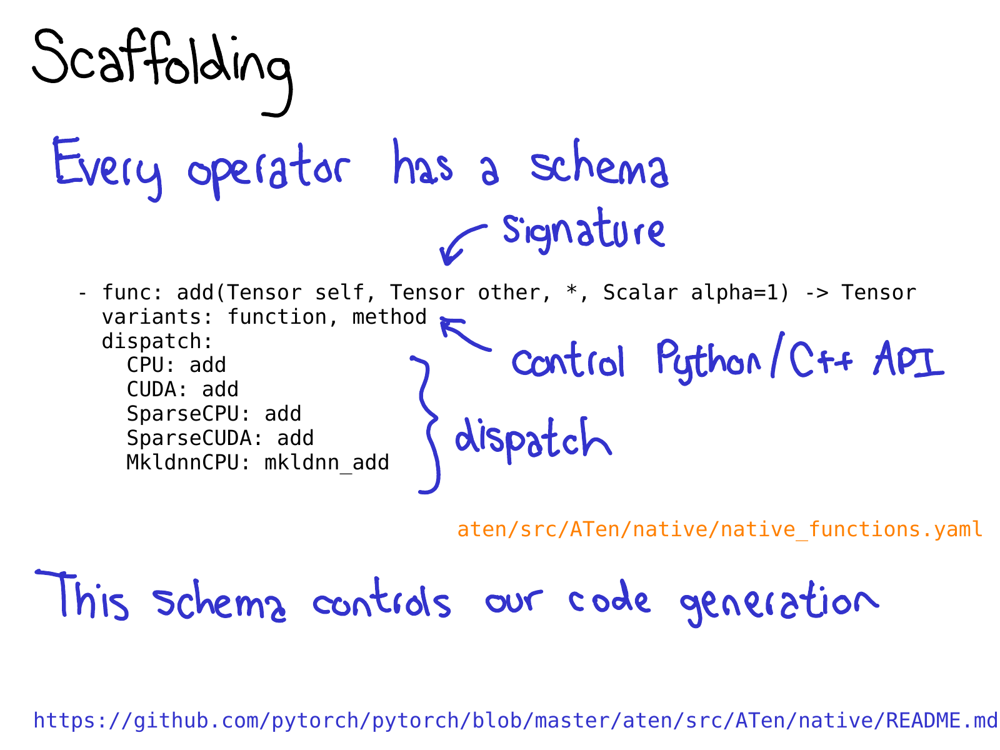 Scaffolding
Every operator has a schema
signature
- func: add(Tensor self, Tensor other, *, Scalar alpha=1) -> Tensor
variants: function, method
dispatch:
control Python/C++ API
CPU: add
CUDA: add
SparseCPU: add
SparseCUDA: add
dispatch
MkldnnCPU: mkldnn_add
aten/src/ATen/native/native_functions.yaml
This schema controls our code generation
https://github.com/pytorch/pytorch/blob/master/aten/src/ATen/native/README.md